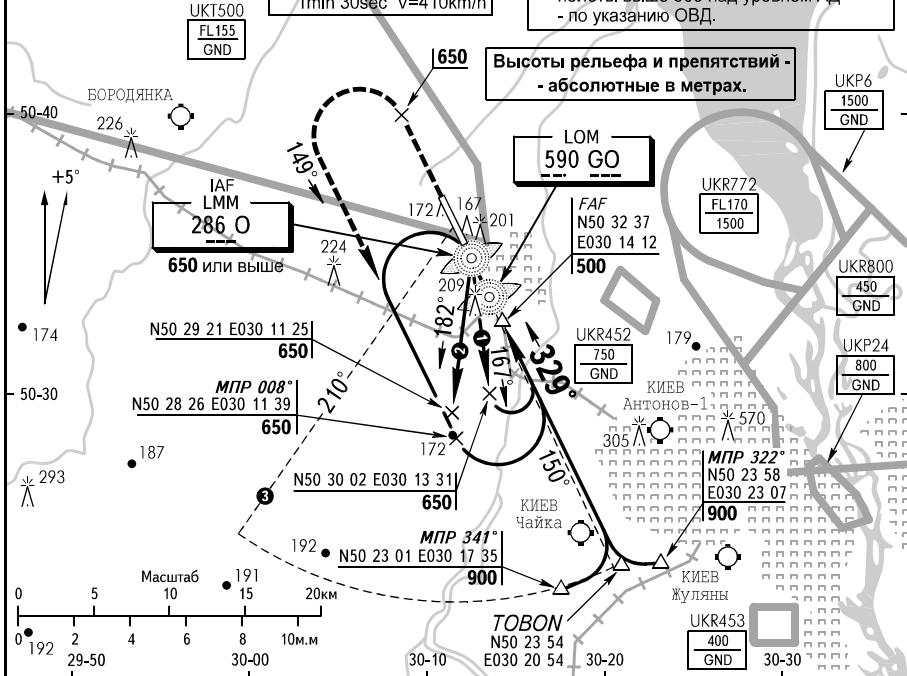 1min 30sec V=410km/h
- по указанию ОВД.
UKT500
FL155
GND
650
Высоты рельефа и препятствий -
- абсолютные в метрах.
UKP6
1500
GND
БОРОДЯНКА
50-40
226
149°
LOM
590 GO
+5°
IAF
LMM
286 O
650 или выше
172
167
201
FAF
N50 32 37
E030 14 12
500
UKR772
FL170
1500
224
209
UKR800
450
GND
174
N50 29 21 E030 11 25
650
182°
2
1
167°
329°
UKR452
750
GND
179
UKP24
800
GND
50-30
МПР 008°
N50 28 26 E030 11 39
650
210°
КИЕВ
Антонов-1
305
570
172
187
293
150°
N50 30 02 E030 13 31
650
МПР 322°
N50 23 58
E030 23 07
900
3
КИЕВ
Чайка
МПР 341°
N50 23 01 E030 17 35
900
192
КИЕВ
Жуляны
Масштаб
191
0 5 10 15 20км
0 2 4 6 8 10м.м
192
TOBON
N50 23 54
E030 20 54
UKR453
400
GND
29-50
30-00
30-10
30-20
30-30